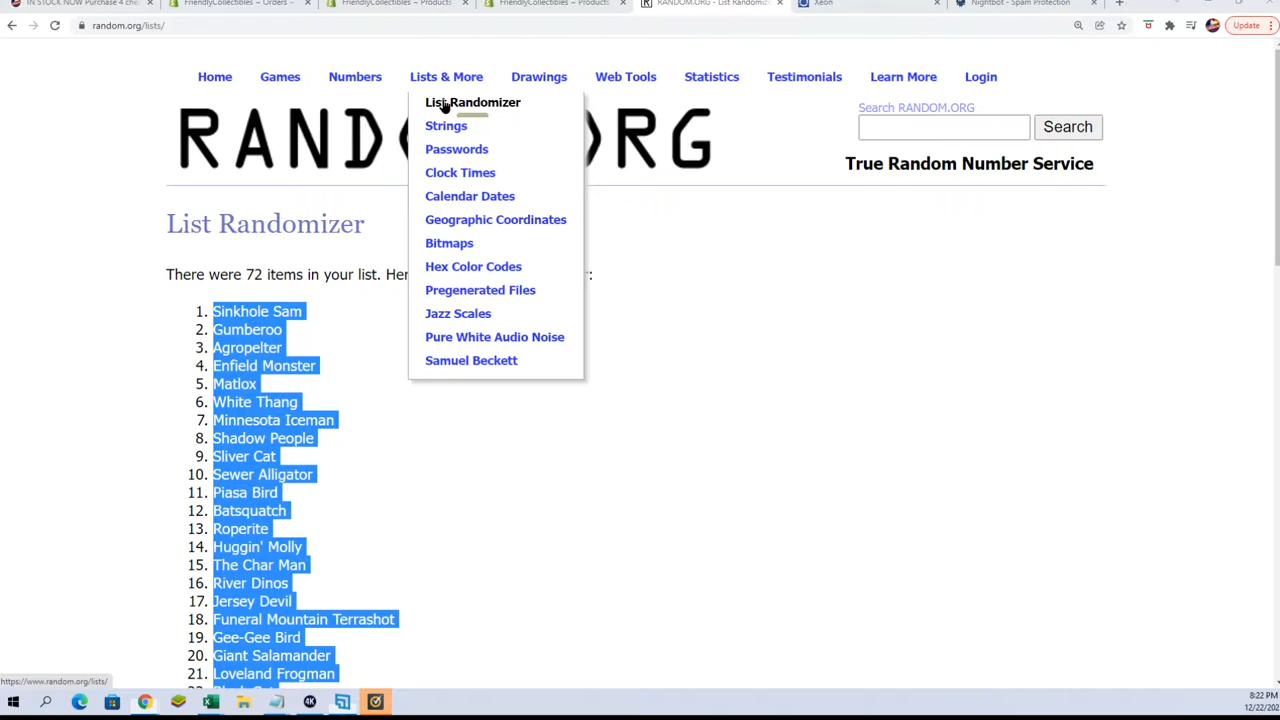 IN STOCK NOW Purchase 4 che
FriendlyCollectibles ~ Orders ~
FriendlyCollectibles ~ Products
FriendlyCollectibles ~ Products
RANDOM.ORG - List Randomize
Xeon
Nightbot - Spam Protection
random.org/lists/
Update
Home Games Numbers Lists & More Drawings Web Tools Statistics Testimonials Learn More Login
List Randomizer
Strings
Passwords
Clock Times
Calendar Dates
Geographic Coordinates
Bitmaps
Hex Color Codes
Pregenerated Files
Jazz Scales
Pure White Audio Noise
Samuel Beckett
Search RANDOM.ORG
Search
True Random Number Service
List Randomizer
There were 72 items in your list. Her
:
1. Sinkhole Sam
2. Gumberoo
3. Agropelter
4. Enfield Monster
5. Matlox
6. White Thang
7. Minnesota Iceman
8. Shadow People
9. Sliver Cat
10. Sewer Alligator
11. Piasa Bird
12. Batsquatch
13. Roperite
14. Huggin' Molly
15. The Char Man
16. River Dinos
17. Jersey Devil
18. Funeral Mountain Terrashot
19. Gee-Gee Bird
20. Giant Salamander
21. Loveland Frogman
https://www.random.org/lists/
8:22 PM
12/22/202